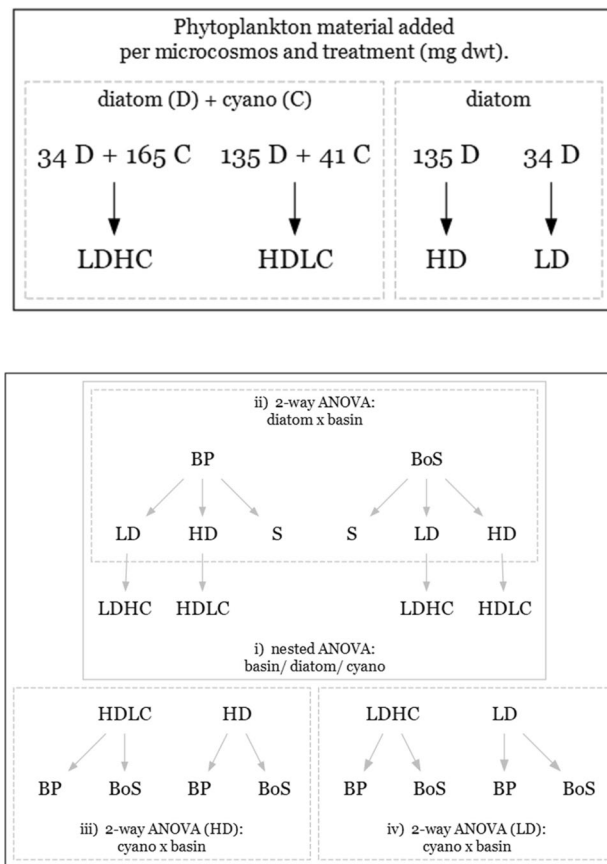 Phytoplankton material added
per microcosmos and treatment (mg dwt).
diatom (D) + cyano (C) diatom
34 D + 165 C 135 D + 41 C 135 D 34 D
LDHC HDLC HD LD
ii) 2-way ANOVA:
diatom x basin
BP BoS
LD HD S S LD HD
LDHC HDLC LDHC HDLC
i) nested ANOVA:
basin/ diatom/ cyano
HDLC HD
BP BoS BP BoS
iii) 2-way ANOVA (HD):
cyano x basin
LDHC LD
BP BoS BP BoS
iv) 2-way ANOVA (LD):
cyano x basin